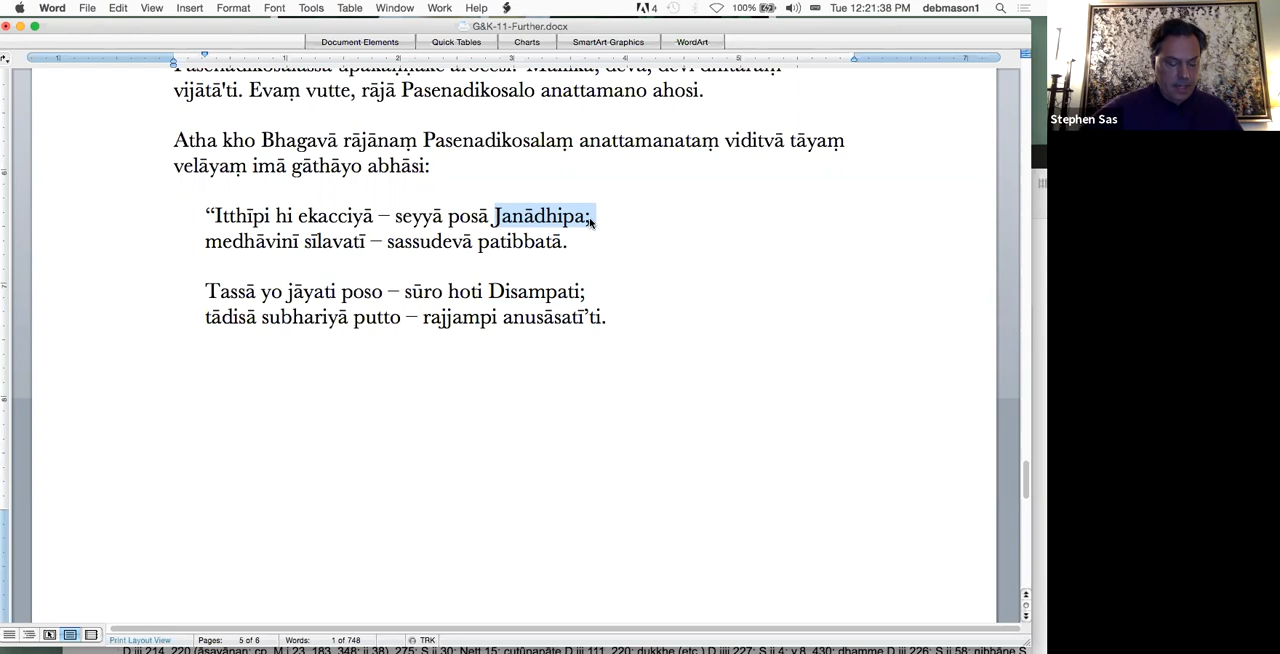 Word File Edit View Insert Format Font Tools Table Window Work Help 4 100% Tue 12:21:38 PM debmason1
G&K-11-Further.docx
Document Elements Quick Tables Charts SmartArt Graphics WordArt
vijātā'ti. Evaṃ vutte, rājā Pasenadikosalo anattamano ahosi.
Atha kho Bhagavā rājānaṃ Pasenadikosalaṃ anattamanataṃ viditvā tāyaṃ
velāyaṃ imā gāthāyo abhāsi:
“Itthīpi hi ekacciyā – seyyā posā Janādhipa;
medhāvinī sīlavatī – sassudevā patibbatā.
Tassā yo jāyati poso – sūro hoti Disampati;
tādisā subhariyā putto – rajjampi anusāsatī’ti.
Print Layout View Pages: 5 of 6 Words: 1 of 748 TRK
Stephen Sas